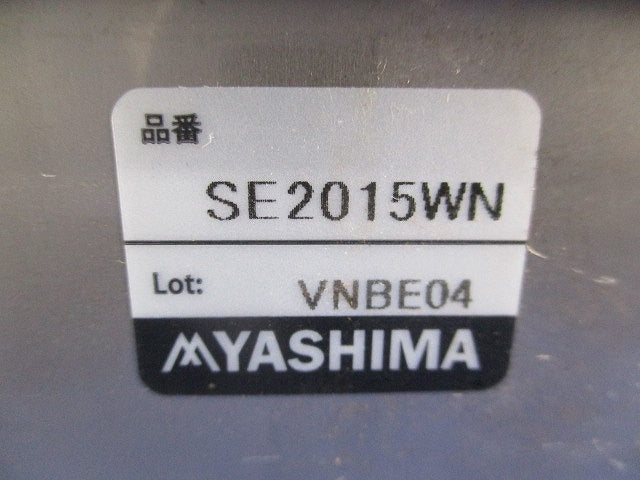 品番
SE2015WN
Lot: VNBE04
YASHIMA